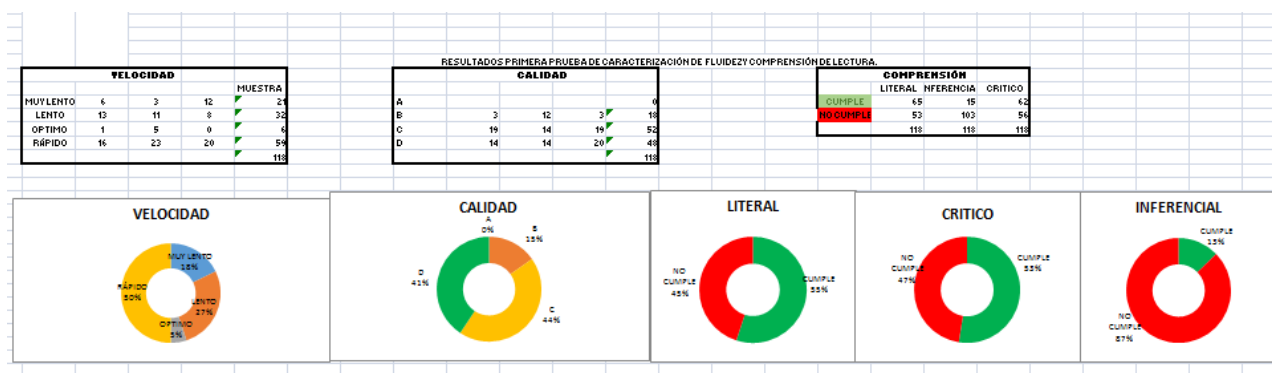 RESULTADOS PRIMERA PRUEBA DE CARACTERIZACIÓN DE FLUIDEZ Y COMPRENSIÓN DE LECTURA.
VELOCIDAD
MUESTRA
MUY LENTO 6 3 12 21
LENTO 13 11 8 32
OPTIMO 1 5 0 6
RÁPIDO 16 23 20 59
118
CALIDAD
A 0
B 3 12 3 18
C 19 14 19 52
D 14 14 20 48
118
COMPRENSIÓN
LITERAL NFERENCIA CRITICO
CUMPLE 65 15 62
NO CUMPLE 53 103 56
118 118 118
VELOCIDAD
MUY LENTO
18%
LENTO
27%
OPTIMO
5%
RÁPIDO
50%
CALIDAD
A
0%
B
15%
C
44%
D
41%
LITERAL
NO
CUMPLE
45%
CUMPLE
55%
CRITICO
NO
CUMPLE
47%
CUMPLE
53%
INFERENCIAL
CUMPLE
13%
NO
CUMPLE
87%